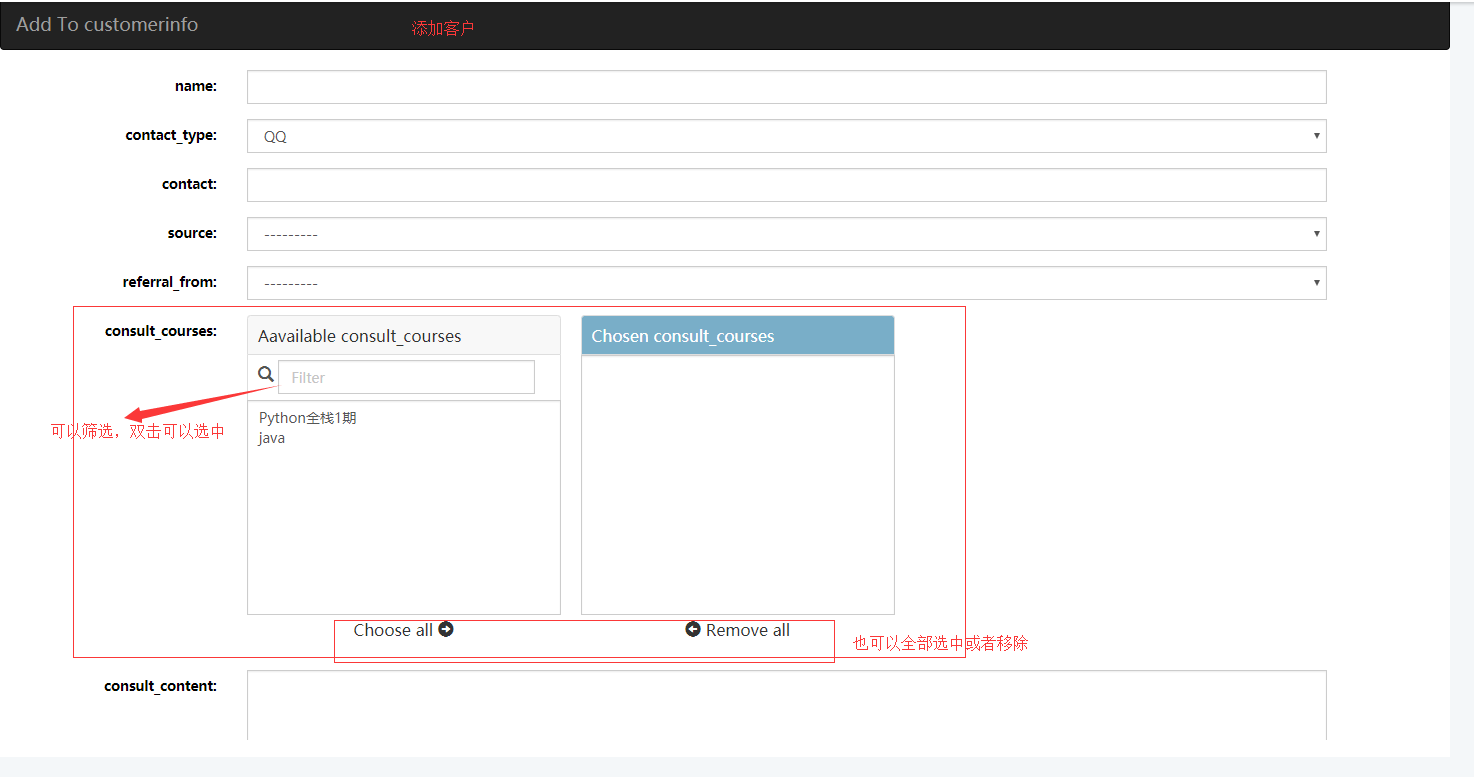 Add To customerinfo
添加客户
name:
contact_type:
QQ
contact:
source:
---------
referral_from:
---------
consult_courses:
Aavailable consult_courses
Chosen consult_courses
Filter
可以筛选，双击可以选中
Python全栈1期
java
Choose all
Remove all
也可以全部选中或者移除
consult_content: